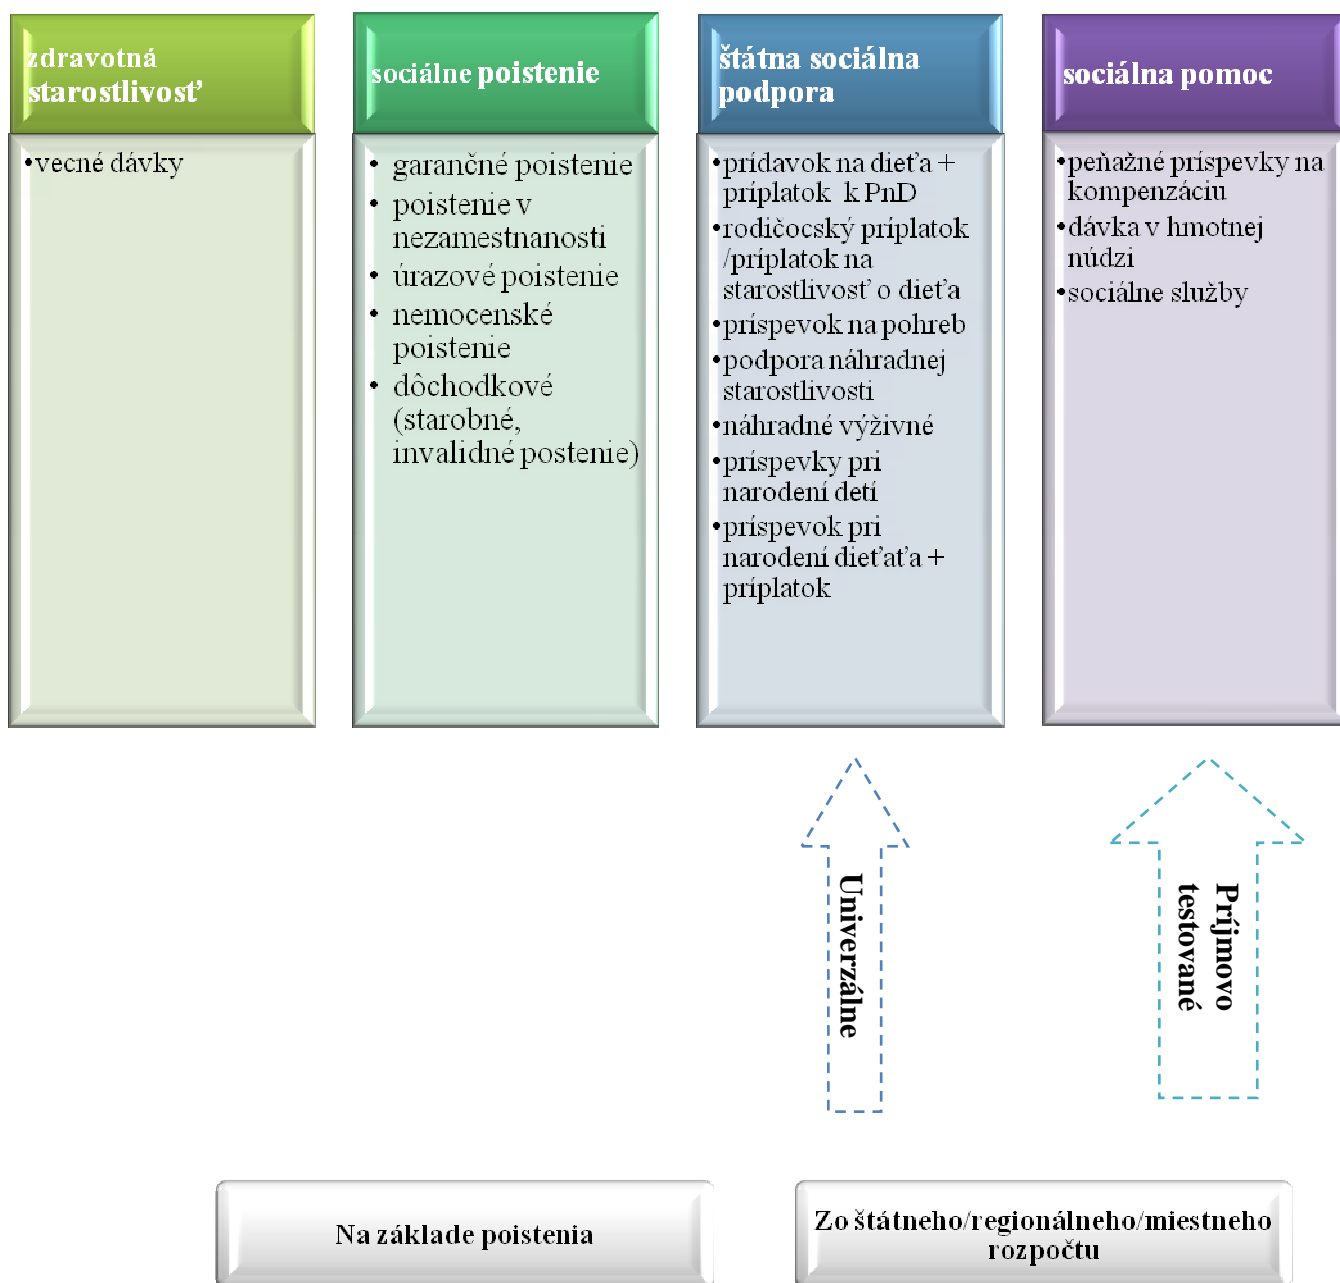 zdravotná
starostlivosť
•vecné dávky
sociálne poistenie
• garančné poistenie
• poistenie v
nezamestnanosti
• úrazové poistenie
• nemocenské
poistenie
• dôchodkové
(starobné,
invalidné postenie)
štátna sociálna
podpora
•prídavok na dieťa +
príplatok k PnD
•rodičocský príplatok
/príplatok na
starostlivosť o dieťa
•príspevok na pohreb
•podpora náhradnej
starostlivosti
•náhradné výživné
•príspevky pri
narodení detí
•príspevok pri
narodení dieťaťa +
príplatok
sociálna pomoc
•peňažné príspevky na
kompenzáciu
•dávka v hmotnej
núdzi
•sociálne služby
Univerzálne
Príjmovo
testované
Na základe poistenia
Zo štátneho/regionálneho/miestneho
rozpočtu